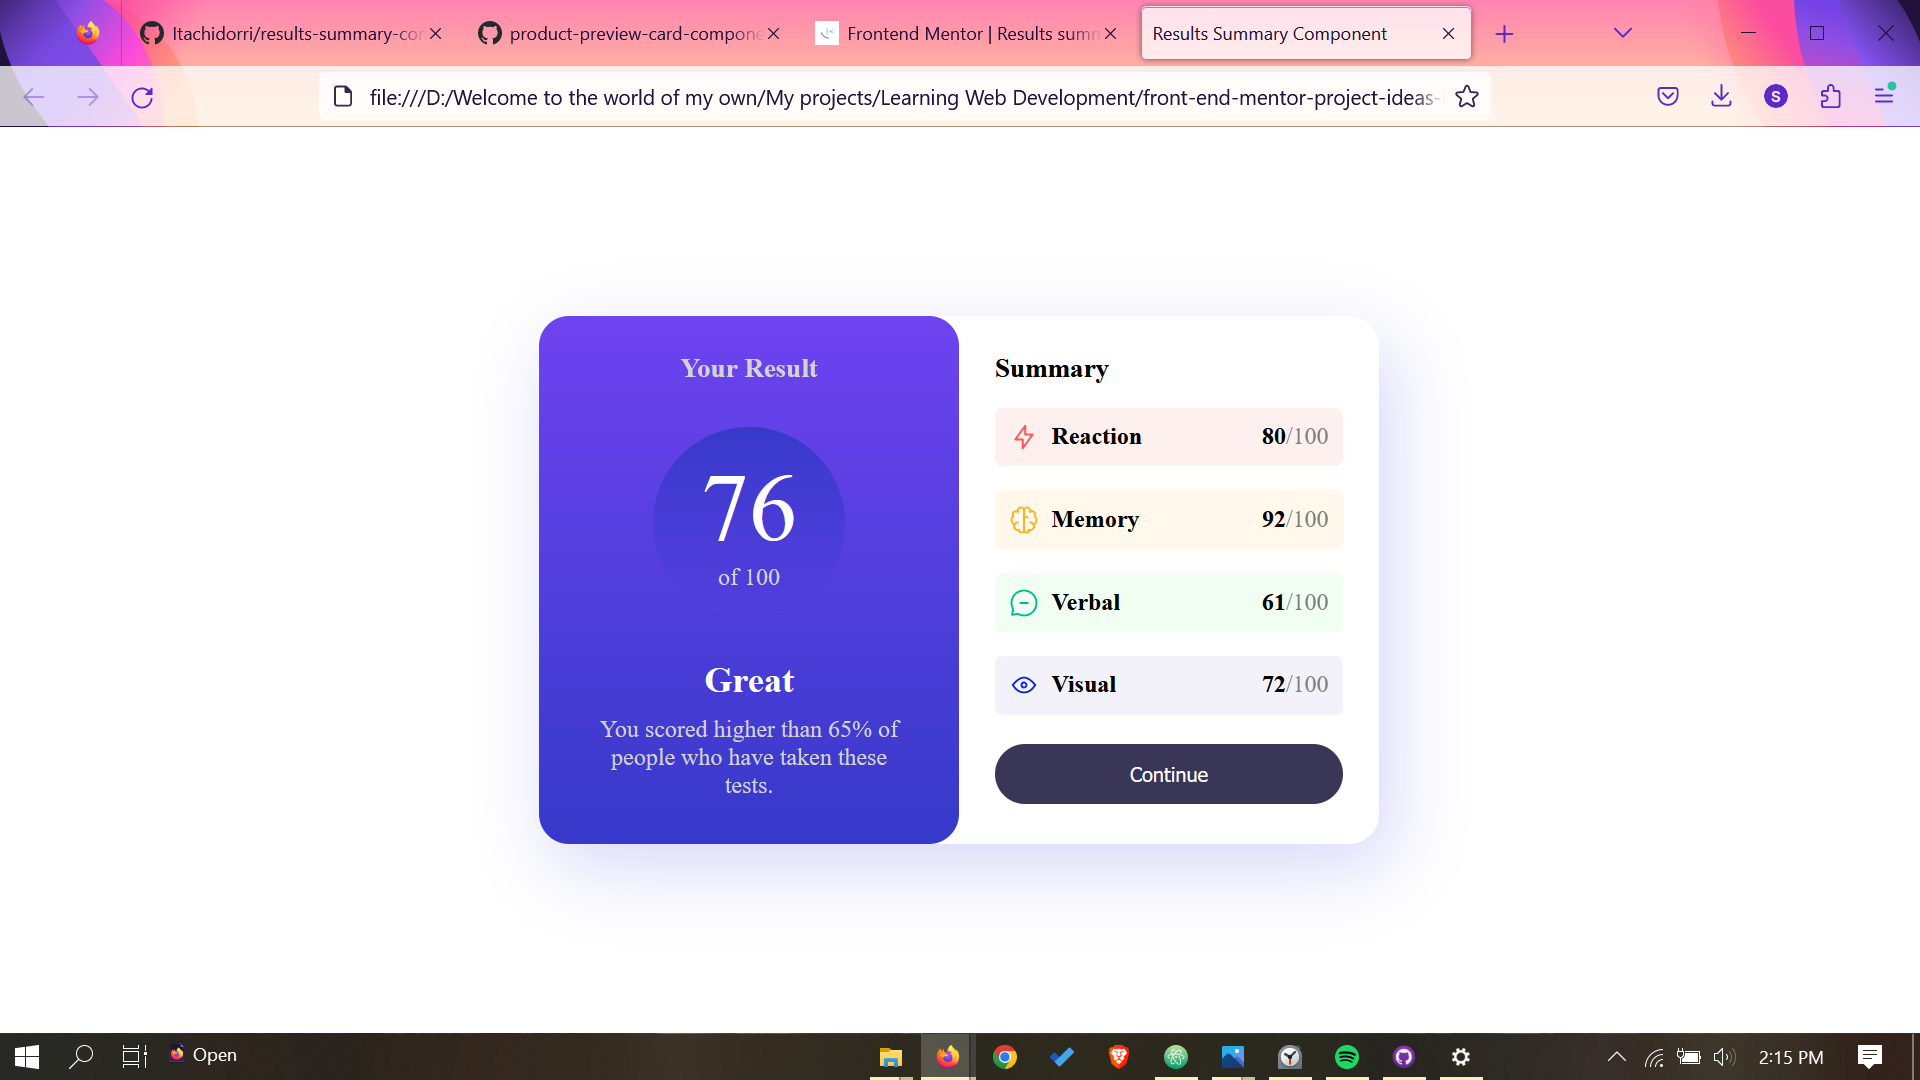 Itachidorri/results-summary-co
product-preview-card-compone
Frontend Mentor | Results summ
Results Summary Component
file:///D:/Welcome to the world of my own/My projects/Learning Web Development/front-end-mentor-project-ideas-
S
Your Result
76
of 100
Great
You scored higher than 65% of
people who have taken these
tests.
Summary
Reaction 80/100
Memory 92/100
Verbal 61/100
Visual 72/100
Continue
Open
2:15 PM